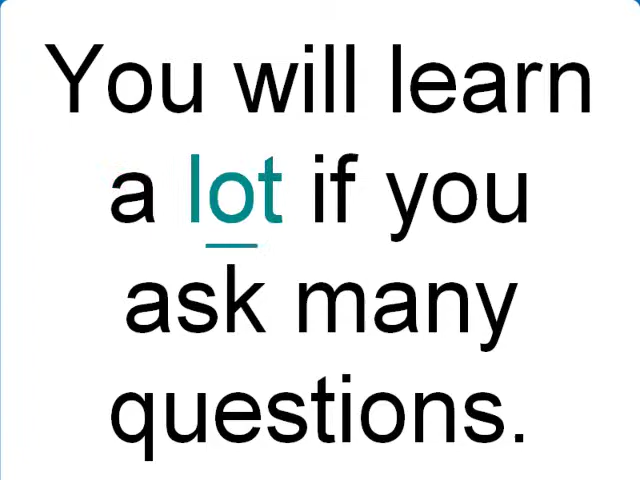 You will learn
a lot if you
ask many
questions.